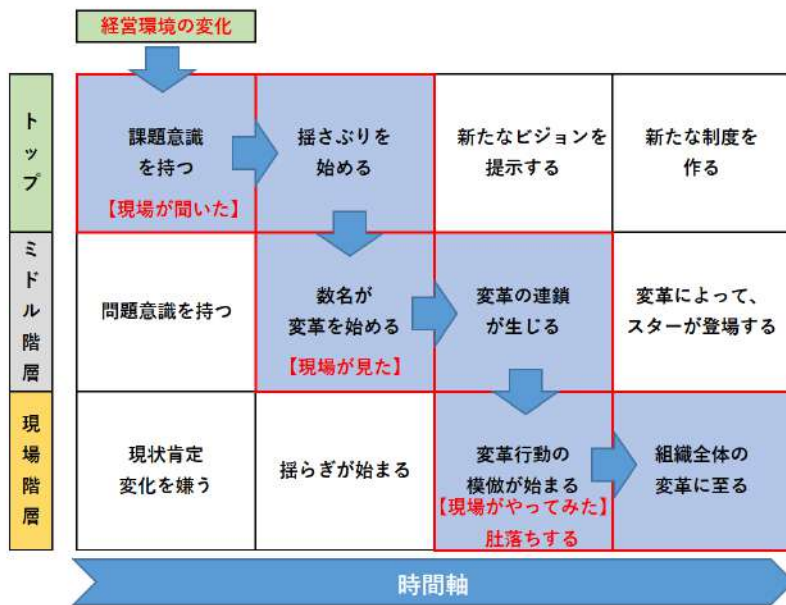 経営環境の変化
トップ
課題意識
を持つ
【現場が聞いた】
揺さぶりを
始める
新たなビジョンを
提示する
新たな制度を
作る
ミドル階層
問題意識を持つ
数名が
変革を始める
【現場が見た】
変革の連鎖
が生じる
変革によって、
スターが登場する
現場階層
現状肯定
変化を嫌う
揺らぎが始まる
変革行動の
模倣が始まる
【現場がやってみた】
肚落ちする
組織全体の
変革に至る
時間軸